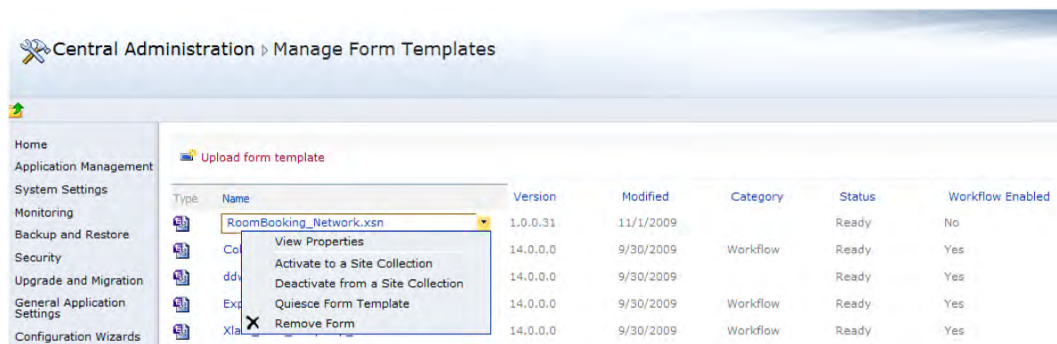 Central Administration ▷ Manage Form Templates
Home
Application Management
System Settings
Monitoring
Backup and Restore
Security
Upgrade and Migration
General Application
Settings
Configuration Wizards
Upload form template
Type Name Version Modified Category Status Workflow Enabled
RoomBooking_Network.xsn 1.0.0.31 11/1/2009 Ready No
View Properties
Activate to a Site Collection
Deactivate from a Site Collection
Quiesce Form Template
Remove Form
14.0.0.0 9/30/2009 Workflow Ready Yes
14.0.0.0 9/30/2009 Ready Yes
14.0.0.0 9/30/2009 Workflow Ready Yes
14.0.0.0 9/30/2009 Workflow Ready Yes